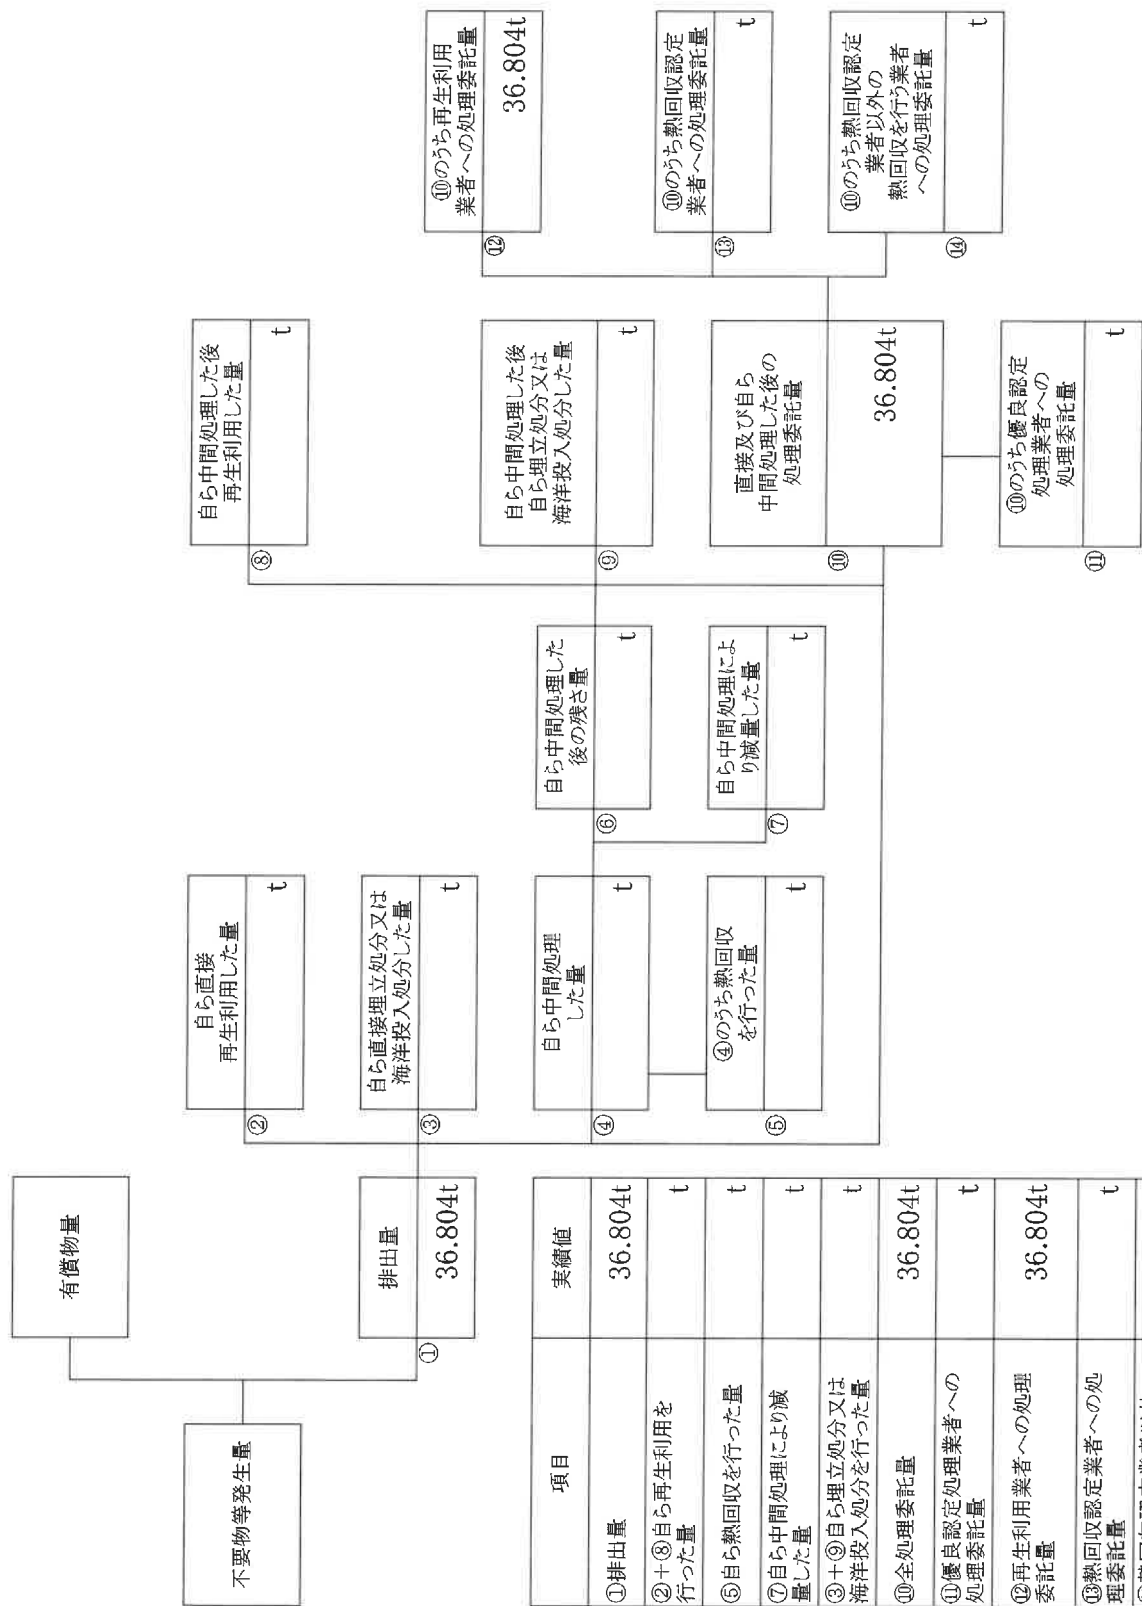 不要物等発生量
有償物量
①
排出量
36.804t
②
自ら直接
再生利用した量
t
③
自ら直接埋立処分又は
海洋投入処分した量
t
④
自ら中間処理
した量
t
⑤
④のうち熱回収
を行った量
t
⑥
自ら中間処理した
後の残さ量
t
⑦
自ら中間処理によ
り減量した量
t
⑧
自ら中間処理した後
再生利用した量
t
⑨
自ら中間処理した後
自ら埋立処分又は
海洋投入処分した量
t
⑩
直接及び自ら
中間処理した後の
処理委託量
36.804t
⑪
⑩のうち優良認定
処理業者への
処理委託量
t
⑫
⑩のうち再生利用
業者への処理委託量
36.804t
⑬
⑩のうち熱回収認定
業者への処理委託量
t
⑭
⑩のうち熱回収認定
業者以外の
熱回収を行う業者
への処理委託量
t
項目
実績値
①排出量
36.804t
②+⑧自ら再生利用を
行った量
t
⑤自ら熱回収を行った量
t
⑦自ら中間処理により減
量した量
t
③+⑨自ら埋立処分又は
海洋投入処分を行った量
t
⑩全処理委託量
36.804t
⑪優良認定処理業者への
処理委託量
t
⑫再生利用業者への処理
委託量
36.804t
⑬熱回収認定業者への処
理委託量
t